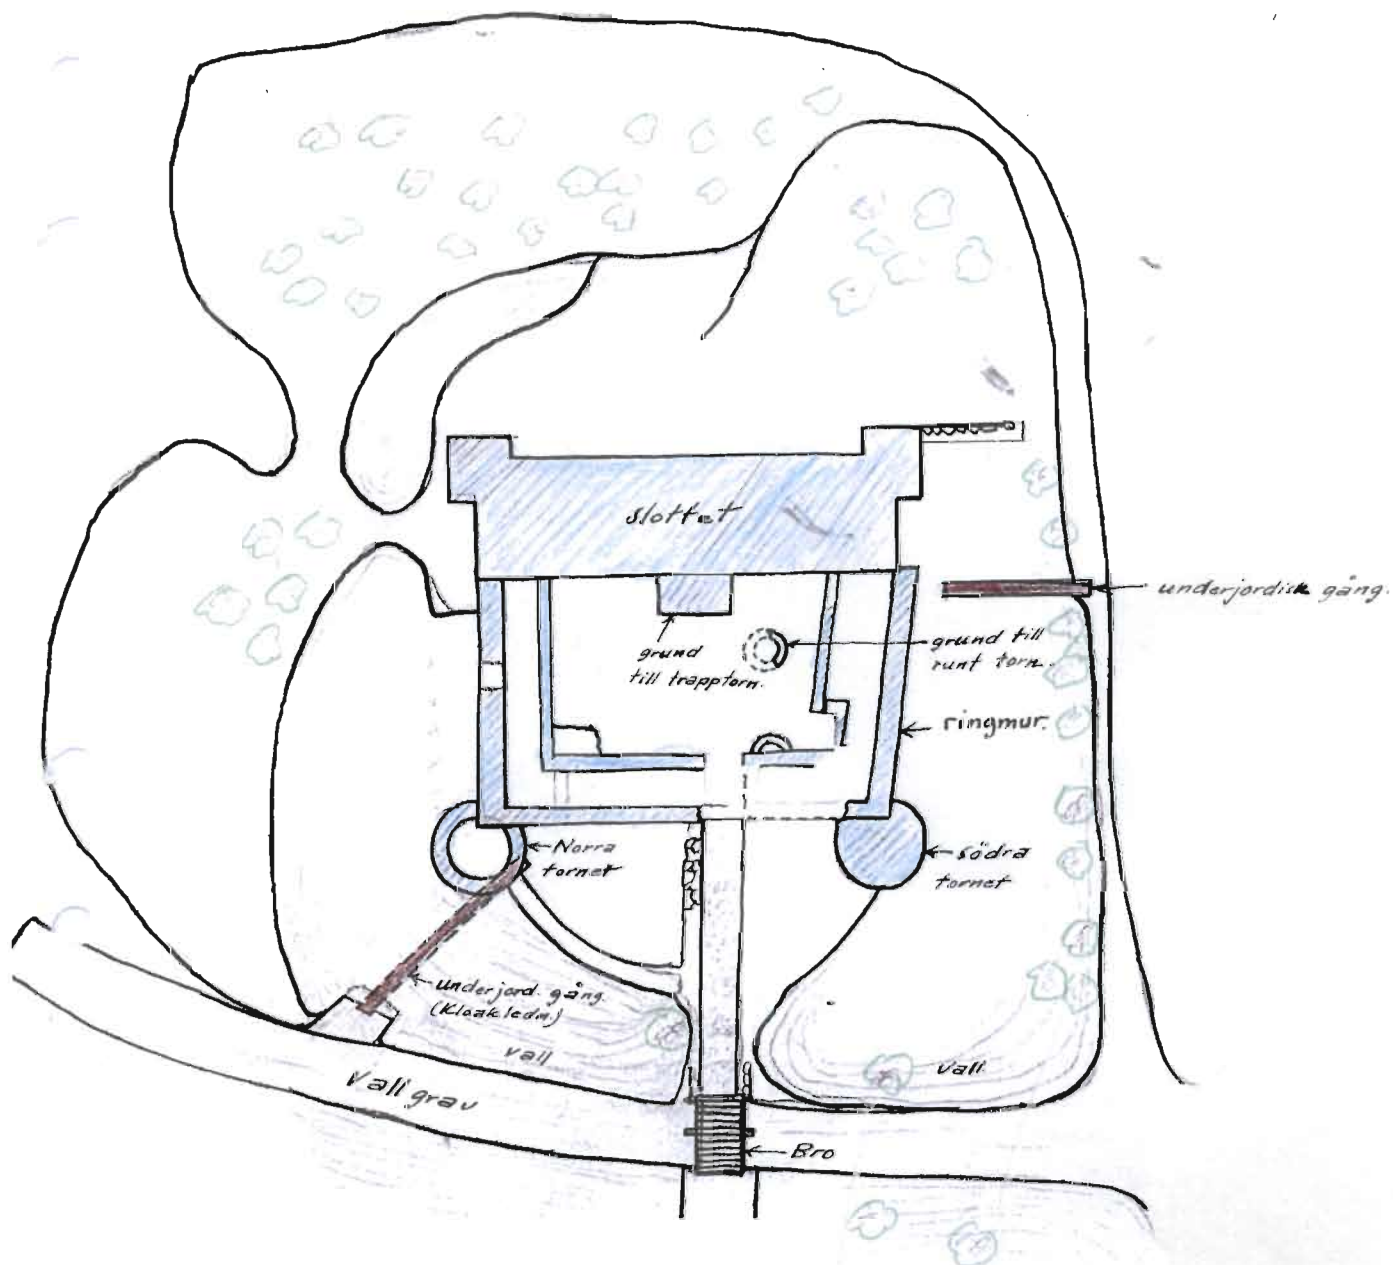 slottet
underjordisk gång.
grund
till trapptorn.
grund till
runt torn.
ringmur.
Norra
tornet
södra
tornet
underjord. gång.
(Kloakledn.)
vall
vall
Vallgrav
Bro